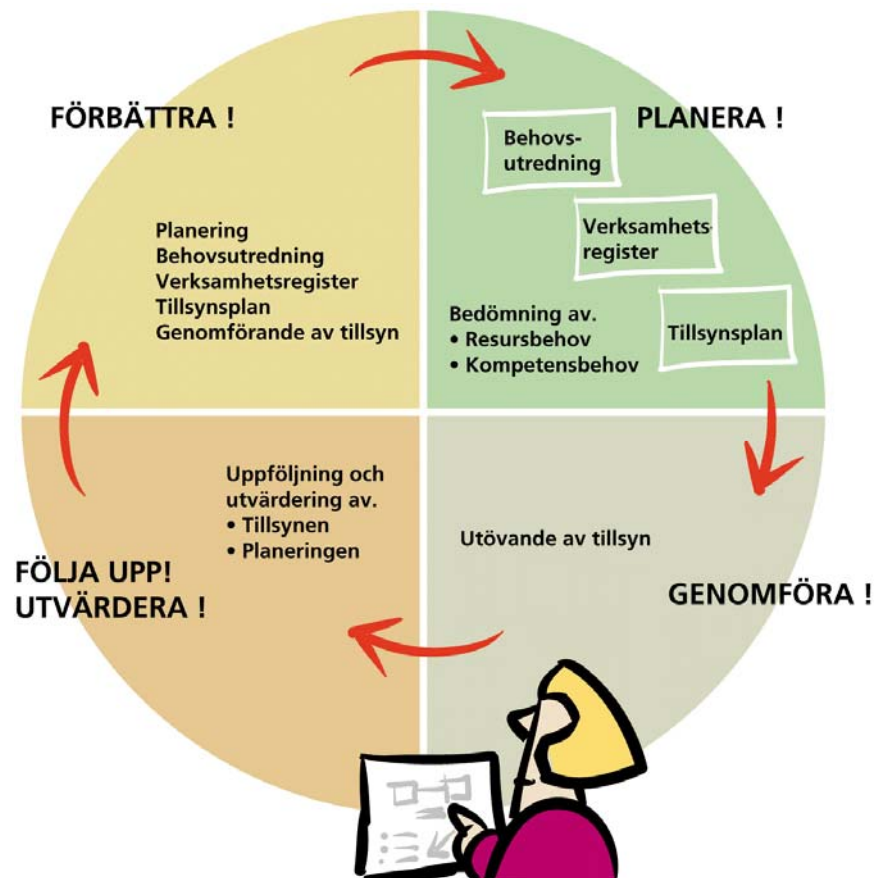 FÖRBÄTTRA !
Planering
Behovsutredning
Verksamhetsregister
Tillsynsplan
Genomförande av tillsyn
PLANERA !
Behovs-
utredning
Verksamhets-
register
Tillsynsplan
Bedömning av.
• Resursbehov
• Kompetensbehov
Utövande av tillsyn
GENOMFÖRA !
Uppföljning och
utvärdering av.
• Tillsynen
• Planeringen
FÖLJA UPP!
UTVÄRDERA !